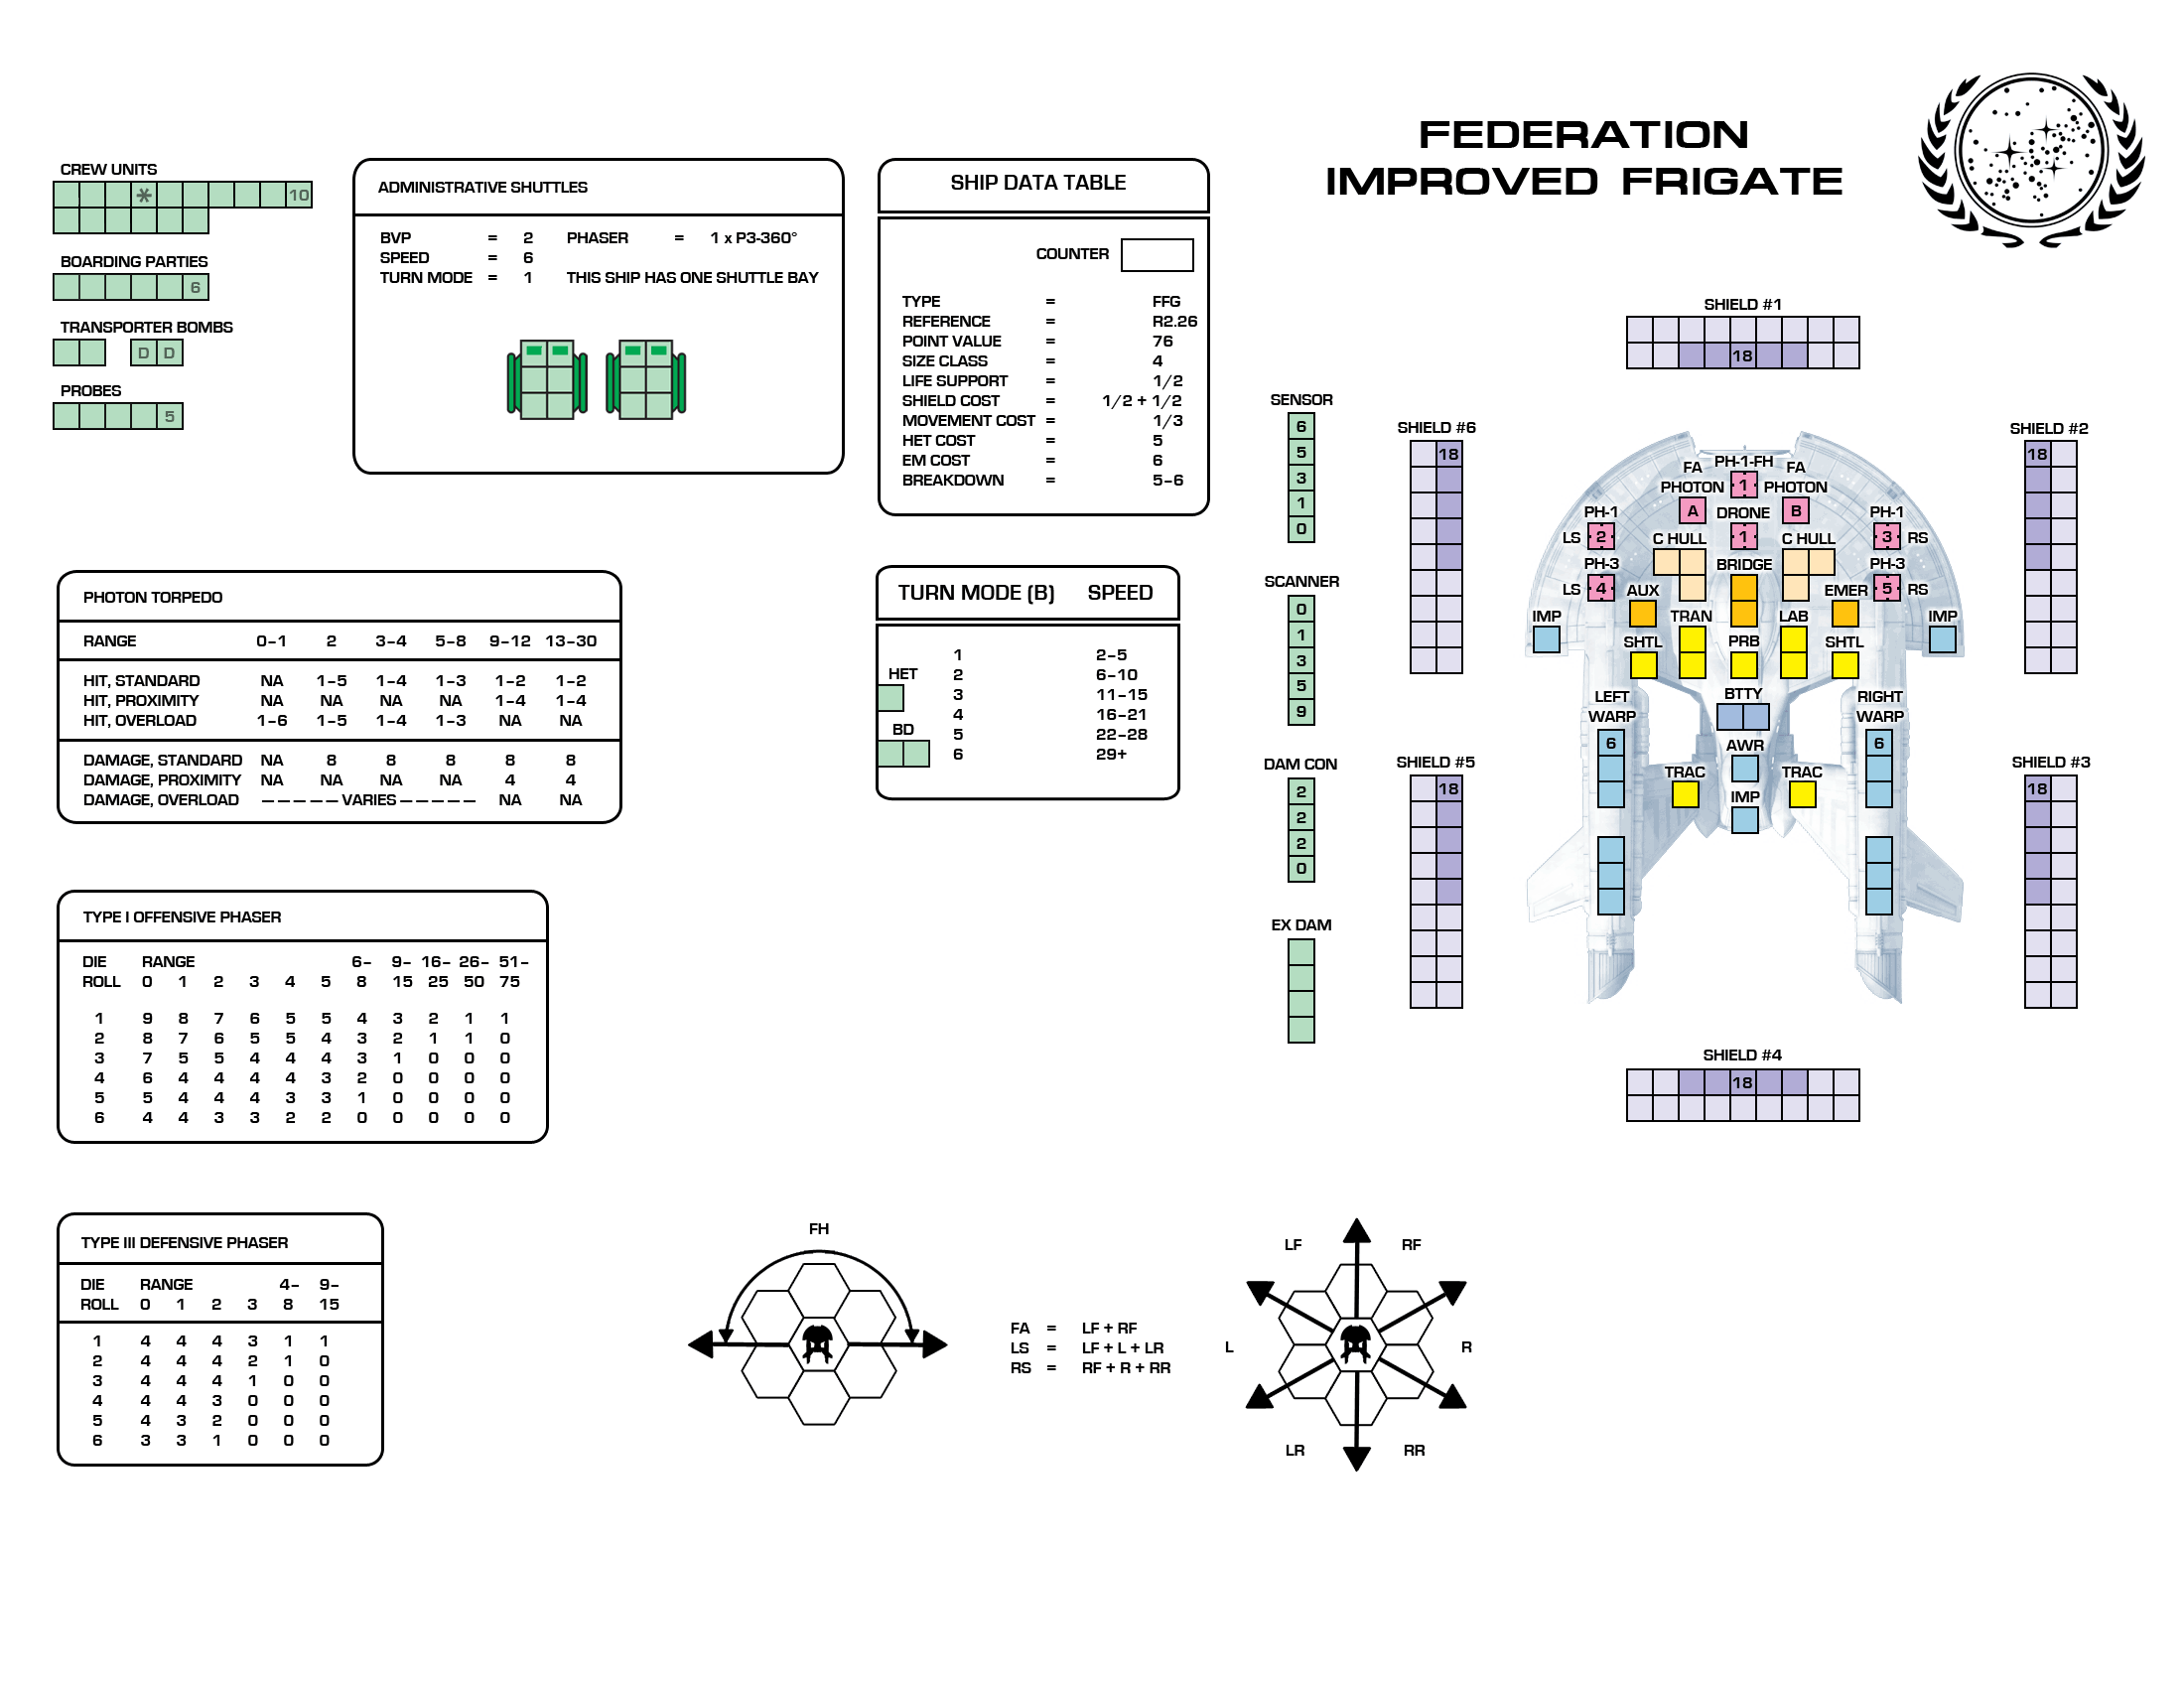 FEDERATION
IMPROVED FRIGATE
CREW UNITS
* 10
BOARDING PARTIES
6
TRANSPORTER BOMBS
D D
PROBES
5
ADMINISTRATIVE SHUTTLES
BVP = 2 PHASER = 1 x P3-360°
SPEED = 6
TURN MODE = 1 THIS SHIP HAS ONE SHUTTLE BAY
SHIP DATA TABLE
COUNTER
TYPE = FFG
REFERENCE = R2.26
POINT VALUE = 76
SIZE CLASS = 4
LIFE SUPPORT = 1/2
SHIELD COST = 1/2 + 1/2
MOVEMENT COST = 1/3
HET COST = 5
EM COST = 6
BREAKDOWN = 5-6
PHOTON TORPEDO
RANGE 0-1 2 3-4 5-8 9-12 13-30
HIT, STANDARD NA 1-5 1-4 1-3 1-2 1-2
HIT, PROXIMITY NA NA NA NA 1-4 1-4
HIT, OVERLOAD 1-6 1-5 1-4 1-3 NA NA
DAMAGE, STANDARD NA 8 8 8 8 8
DAMAGE, PROXIMITY NA NA NA NA 4 4
DAMAGE, OVERLOAD ————— VARIES ————— NA NA
TURN MODE (B) SPEED
1 2-5
HET 2 6-10
3 11-15
4 16-21
BD 5 22-28
6 29+
TYPE I OFFENSIVE PHASER
DIE RANGE 6- 9- 16- 26- 51-
ROLL 0 1 2 3 4 5 8 15 25 50 75
1 9 8 7 6 5 5 4 3 2 1 1
2 8 7 6 5 5 4 3 2 1 1 0
3 7 5 5 4 4 4 3 1 0 0 0
4 6 4 4 4 4 3 2 0 0 0 0
5 5 4 4 4 3 3 1 0 0 0 0
6 4 4 3 3 2 2 0 0 0 0 0
TYPE III DEFENSIVE PHASER
DIE RANGE 4- 9-
ROLL 0 1 2 3 8 15
1 4 4 4 3 1 1
2 4 4 4 2 1 0
3 4 4 4 1 0 0
4 4 4 3 0 0 0
5 4 3 2 0 0 0
6 3 3 1 0 0 0
FH
FA = LF + RF
LS = LF + L + LR
RS = RF + R + RR
LF RF
L R
LR RR
SENSOR
6
5
3
1
0
SCANNER
0
1
3
5
9
DAM CON
2
2
2
0
EX DAM
SHIELD #1
18
SHIELD #6
18
SHIELD #2
18
SHIELD #5
18
SHIELD #3
18
SHIELD #4
18
FA PH-1-FH FA
PHOTON 1 PHOTON
A DRONE B
PH-1 PH-1
LS 2 1 3 RS
C HULL C HULL
PH-3 BRIDGE PH-3
LS 4 AUX EMER 5 RS
IMP TRAN LAB IMP
SHTL PRB SHTL
LEFT BTTY RIGHT
WARP WARP
6 AWR 6
TRAC TRAC
IMP